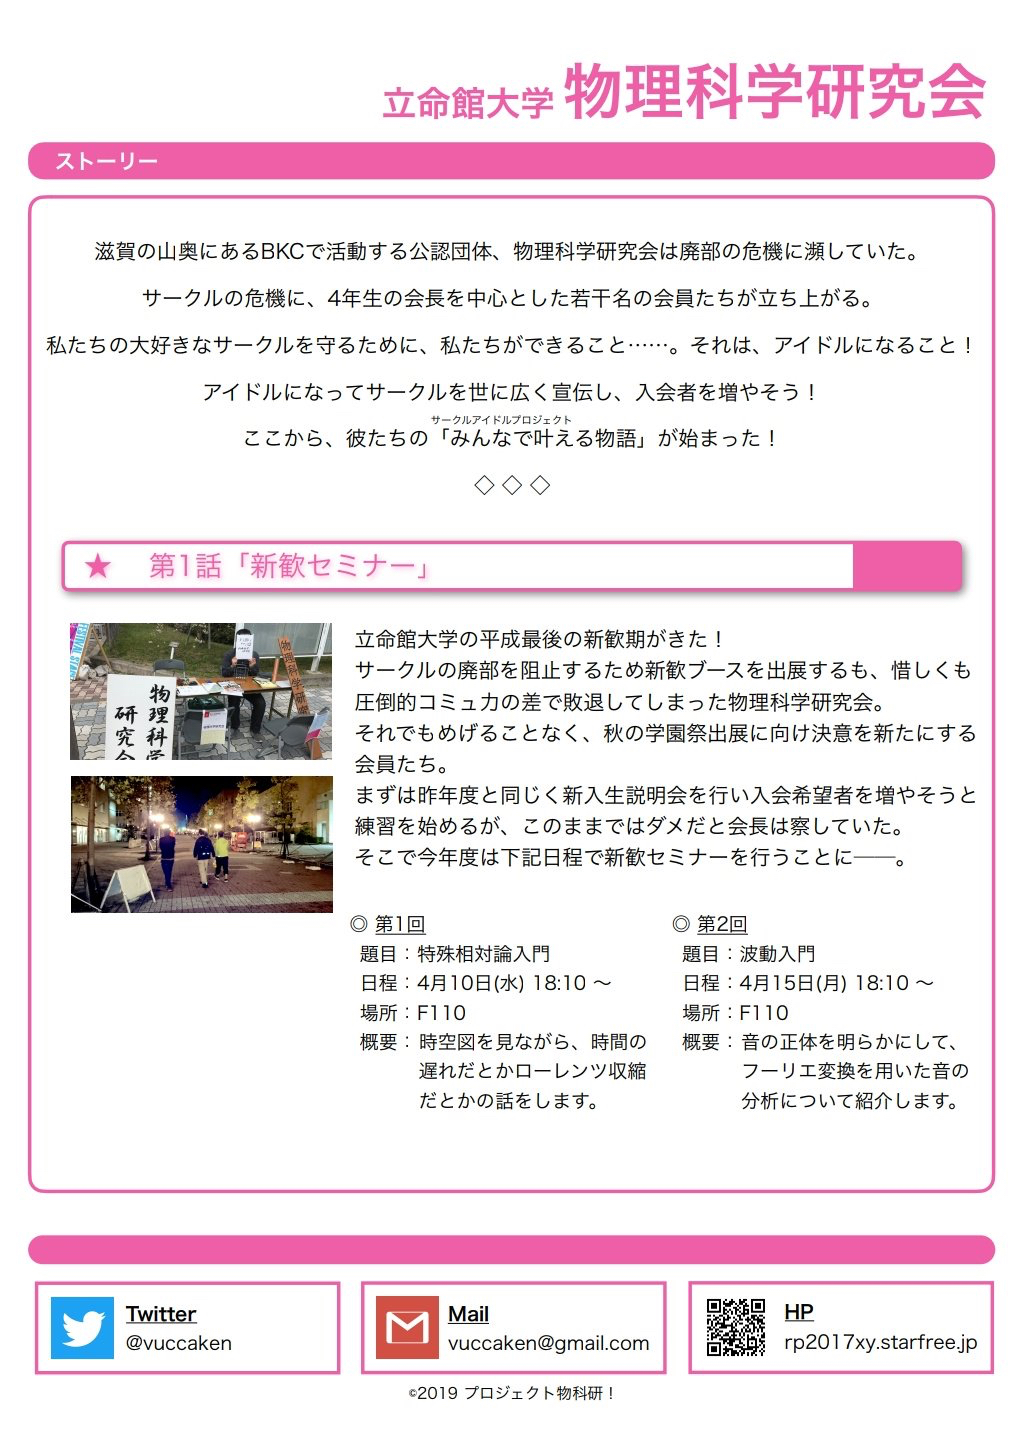 立命館大学 物理科学研究会
ストーリー
滋賀の山奥にあるBKCで活動する公認団体、物理科学研究会は廃部の危機に瀕していた。
サークルの危機に、4年生の会長を中心とした若干名の会員たちが立ち上がる。
私たちの大好きなサークルを守るために、私たちができること……。それは、アイドルになること！
アイドルになってサークルを世に広く宣伝し、入会者を増やそう！
サークルアイドルプロジェクト
ここから、彼たちの「みんなで叶える物語」が始まった！
◇ ◇ ◇
★ 第1話「新歓セミナー」
物理科学
研究会
物理科学研
立命館大学の平成最後の新歓期がきた！
サークルの廃部を阻止するため新歓ブースを出展するも、惜しくも
圧倒的コミュ力の差で敗退してしまった物理科学研究会。
それでもめげることなく、秋の学園祭出展に向け決意を新たにする
会員たち。
まずは昨年度と同じく新入生説明会を行い入会希望者を増やそうと
練習を始めるが、このままではダメだと会長は察していた。
そこで今年度は下記日程で新歓セミナーを行うことに――。
◎ 第1回
題目：特殊相対論入門
日程：4月10日(水) 18:10 〜
場所：F110
概要：時空図を見ながら、時間の
遅れだとかローレンツ収縮
だとかの話をします。
◎ 第2回
題目：波動入門
日程：4月15日(月) 18:10 〜
場所：F110
概要：音の正体を明らかにして、
フーリエ変換を用いた音の
分析について紹介します。
Twitter
@vuccaken
Mail
vuccaken@gmail.com
HP
rp2017xy.starfree.jp
©2019 プロジェクト物科研！